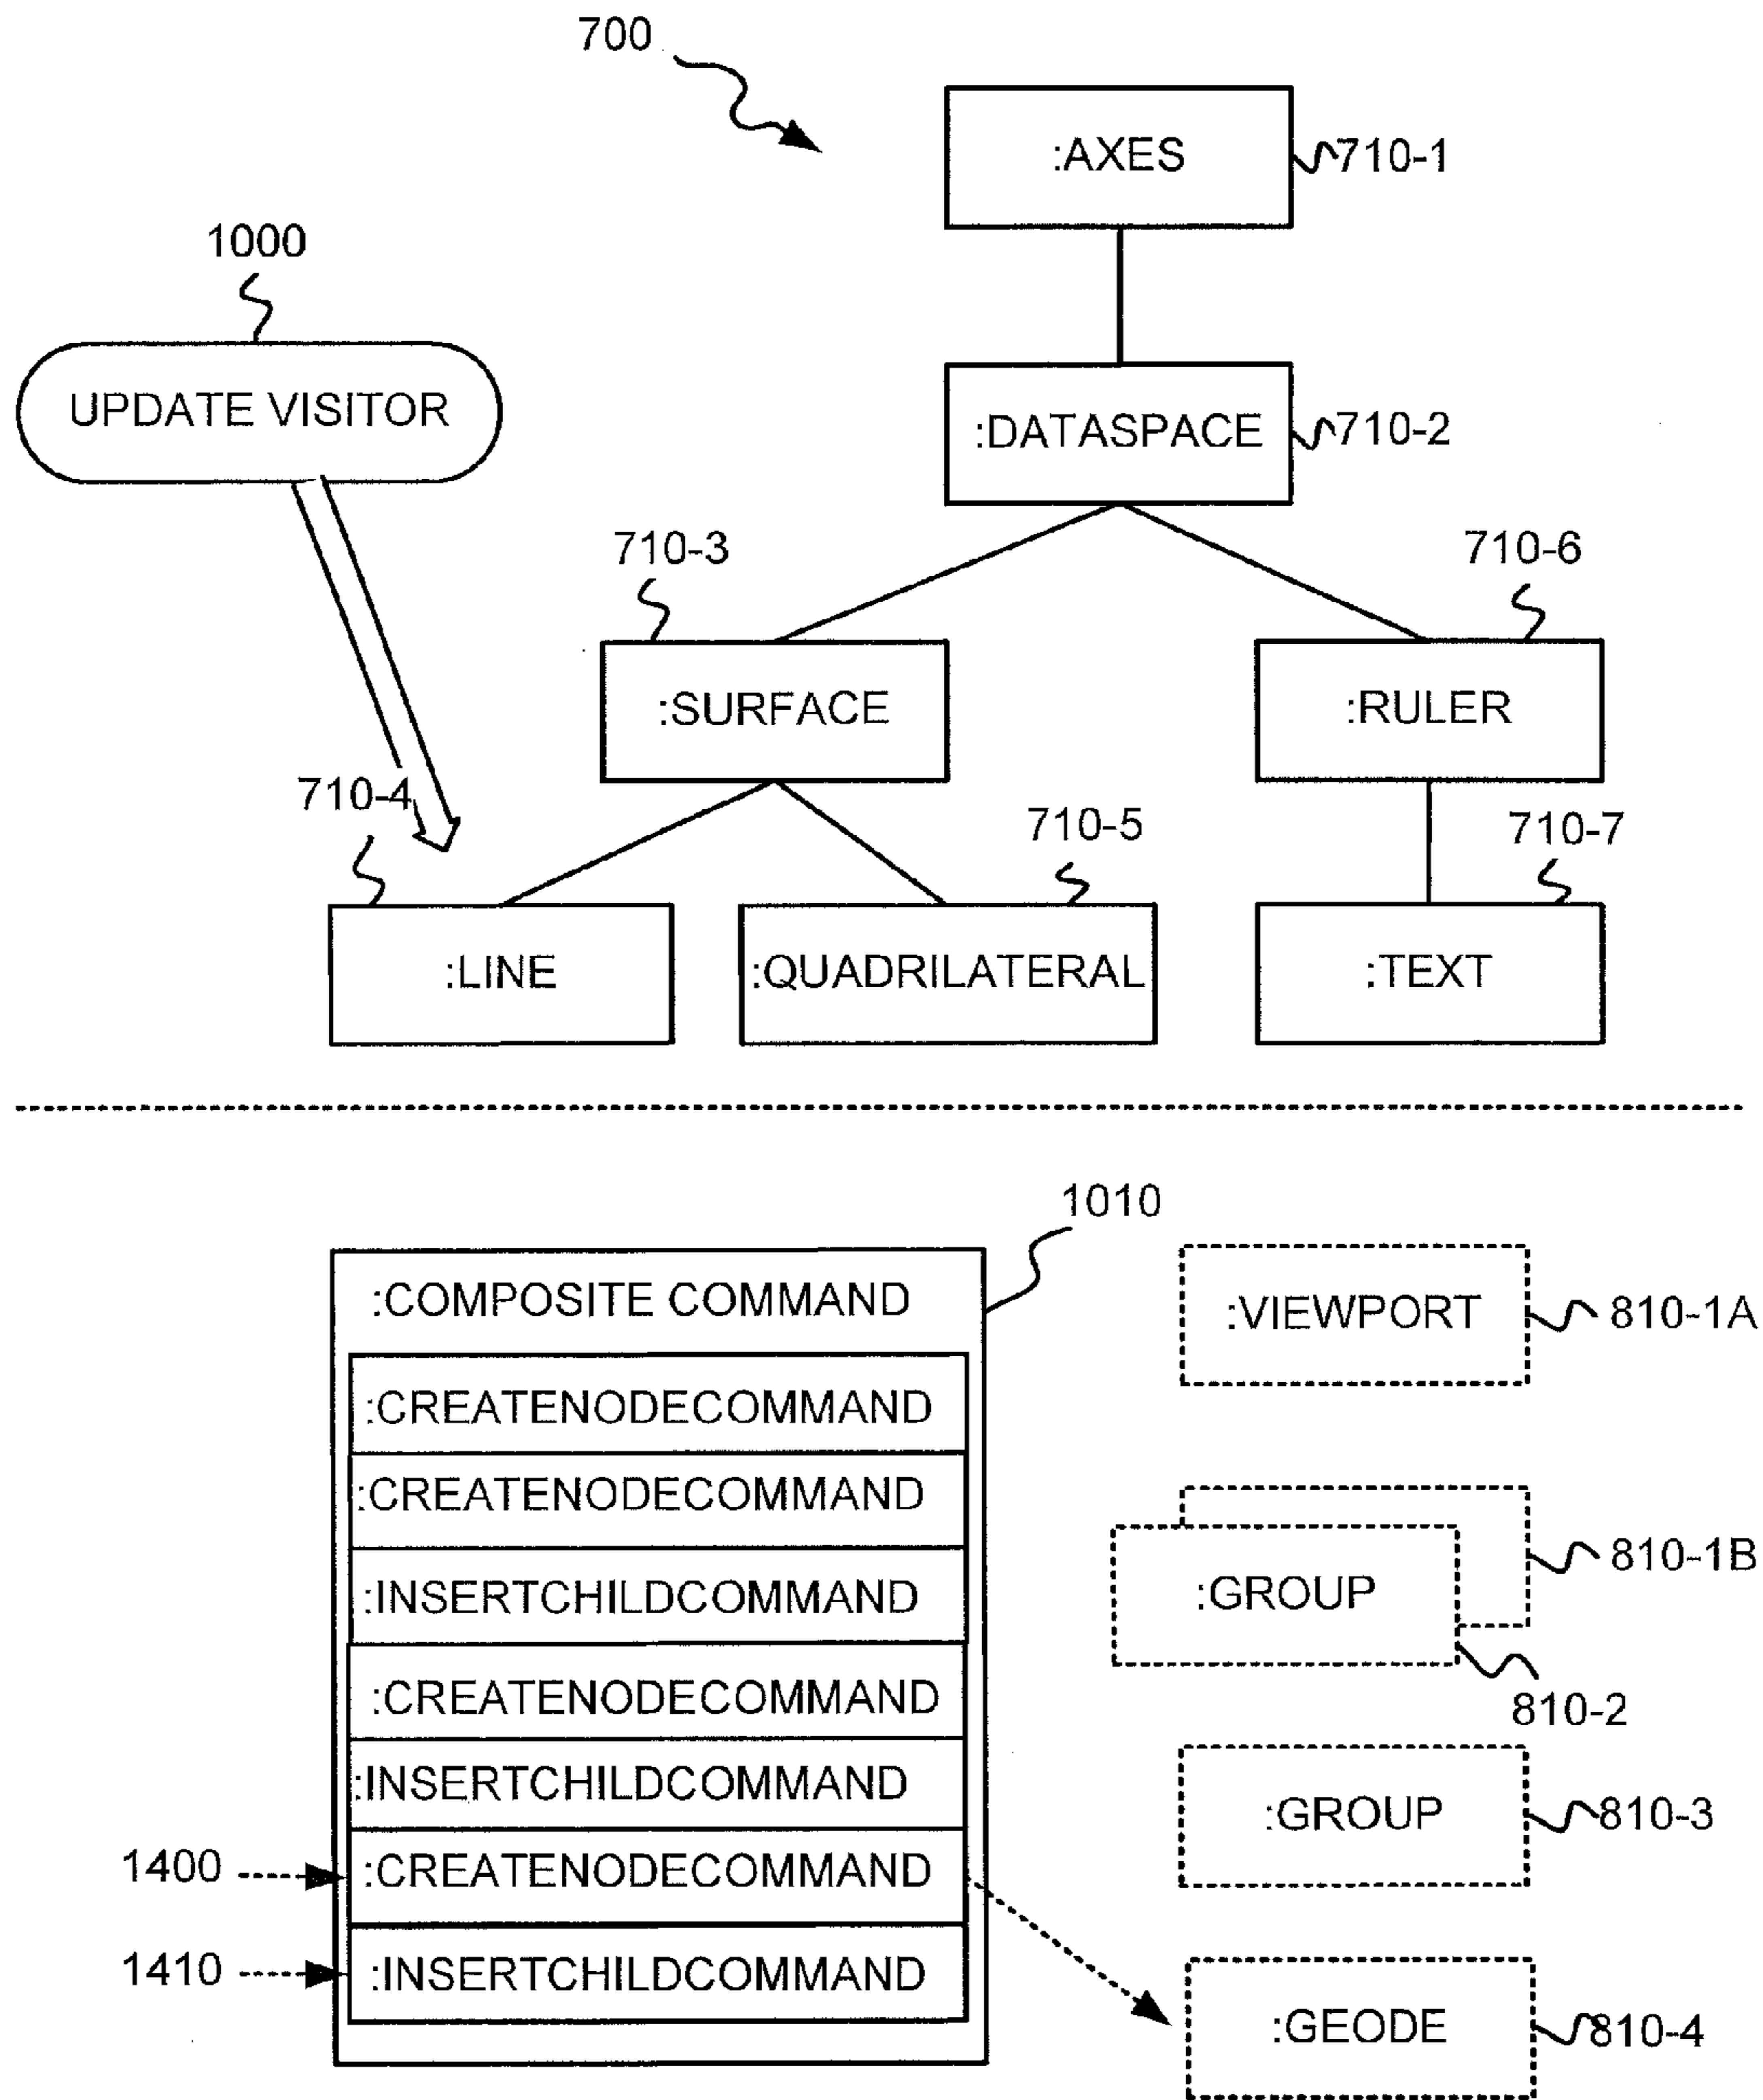 700
:AXES
710-1
1000
UPDATE VISITOR
:DATASPACE
710-2
710-3
710-6
:SURFACE
:RULER
710-4
710-5
710-7
:LINE
:QUADRILATERAL
:TEXT
1010
:COMPOSITE COMMAND
:VIEWPORT
810-1A
:CREATENODECOMMAND
:CREATENODECOMMAND
810-1B
:INSERTCHILDCOMMAND
:GROUP
:CREATENODECOMMAND
810-2
:INSERTCHILDCOMMAND
:GROUP
810-3
1400
:CREATENODECOMMAND
1410
:INSERTCHILDCOMMAND
:GEODE
810-4